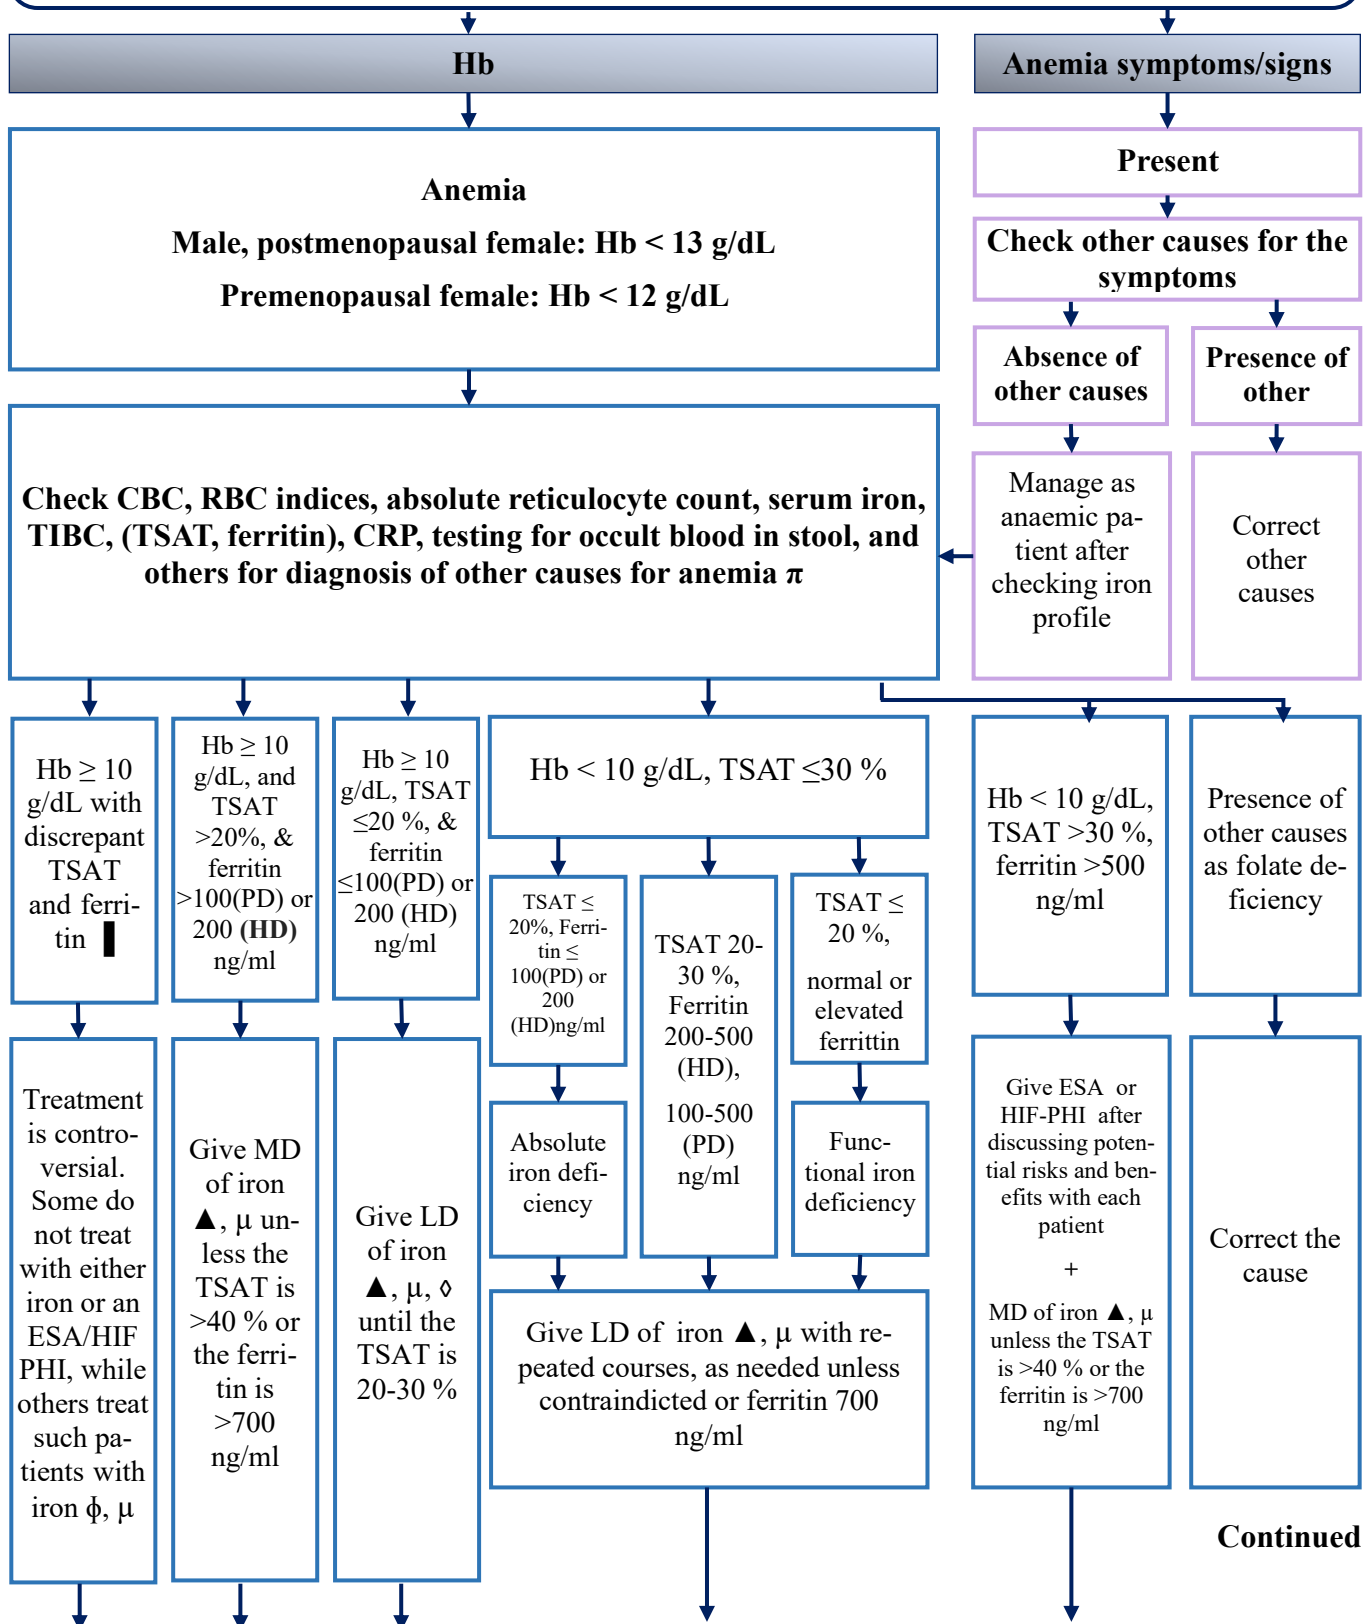 Hb
Anemia symptoms/signs
Anemia
Male, postmenopausal female: Hb < 13 g/dL
Premenopausal female: Hb < 12 g/dL
Present
Check other causes for the
symptoms
Absence of
other causes
Presence of
other
Check CBC, RBC indices, absolute reticulocyte count, serum iron,
TIBC, (TSAT, ferritin), CRP, testing for occult blood in stool, and
others for diagnosis of other causes for anemia π
Manage as
anaemic pa-
tient after
checking iron
profile
Correct
other
causes
Hb ≥ 10
g/dL with
discrepant
TSAT
and ferri-
tin ▌
Hb ≥ 10
g/dL, and
TSAT
>20%, &
ferritin
>100(PD) or
200 (HD)
ng/ml
Hb ≥ 10
g/dL, TSAT
≤20 %, &
ferritin
≤100(PD) or
200 (HD)
ng/ml
Hb < 10 g/dL, TSAT ≤30 %
TSAT ≤
20%, Ferri-
tin ≤
100(PD) or
200
(HD)ng/ml
TSAT 20-
30 %,
Ferritin
200-500
(HD),
100-500
(PD)
ng/ml
TSAT ≤
20 %,
normal or
elevated
ferrittin
Hb < 10 g/dL,
TSAT >30 %,
ferritin >500
ng/ml
Presence of
other causes
as folate de-
ficiency
Treatment
is contro-
versial.
Some do
not treat
with either
iron or an
ESA/HIF
PHI, while
others treat
such pa-
tients with
iron ϕ, μ
Give MD
of iron
▲, μ un-
less the
TSAT is
>40 % or
the ferri-
tin is
>700
ng/ml
Give LD
of iron
▲, μ, ◊
until the
TSAT is
20-30 %
Absolute
iron defi-
ciency
Func-
tional iron
deficiency
Give LD of iron ▲, μ with re-
peated courses, as needed unless
contraindicted or ferritin 700
ng/ml
Give ESA or
HIF-PHI after
discussing poten-
tial risks and ben-
efits with each
patient
+
MD of iron ▲, μ
unless the TSAT
is >40 % or the
ferritin is >700
ng/ml
Correct the
cause
Continued